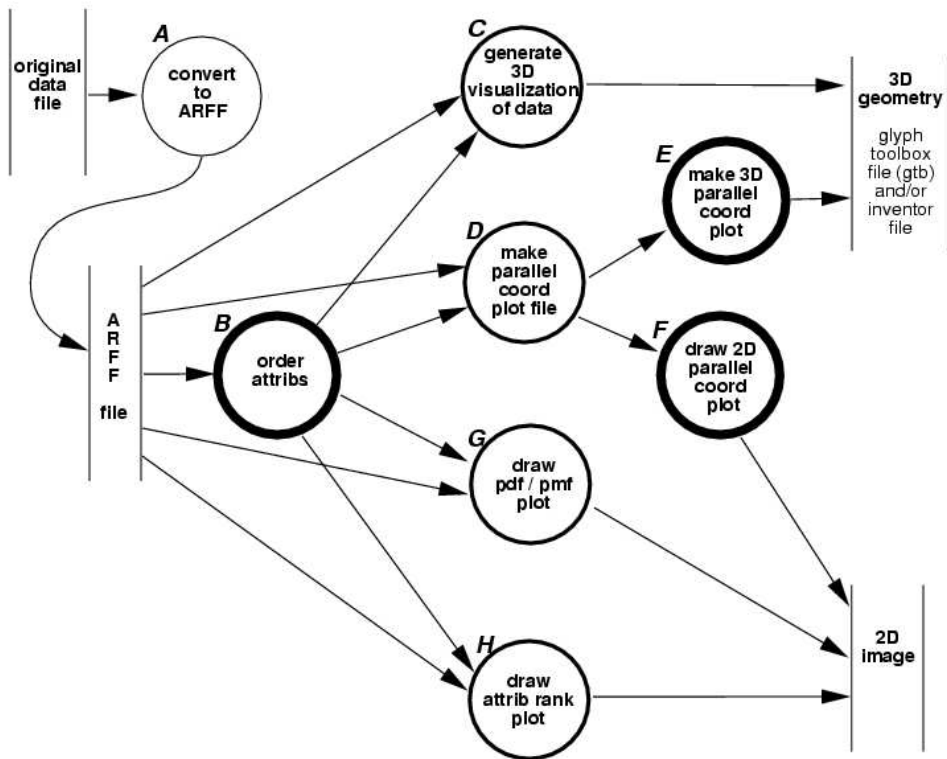 original
data
file
A
convert
to
ARFF
C
generate
3D
visualization
of data
3D
geometry
glyph
toolbox
file (gtb)
and/or
inventor
file
E
make 3D
parallel
coord
plot
D
make
parallel
coord
plot file
A
R
F
F
file
B
order
attribs
F
draw 2D
parallel
coord
plot
G
draw
pdf / pmf
plot
H
draw
attrib rank
plot
2D
image